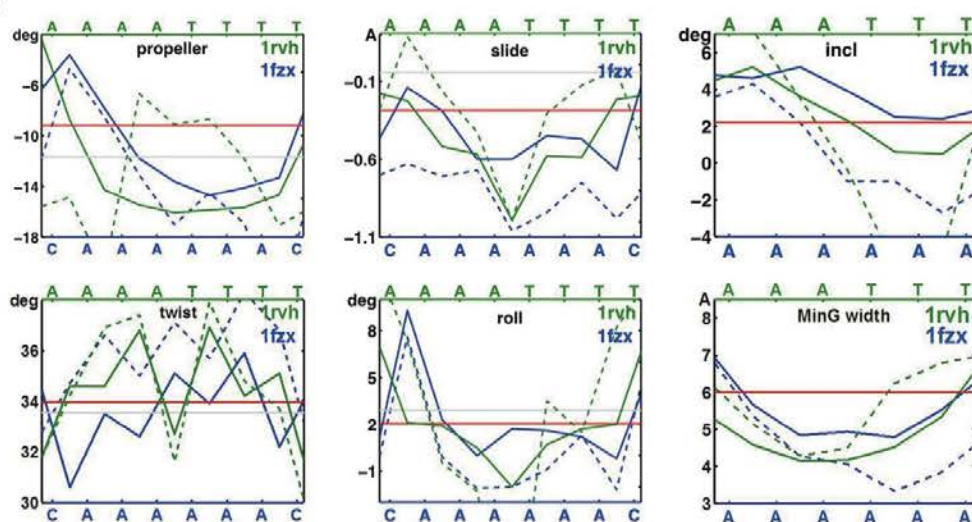 A A A A T T T T
deg
propeller
1rvh
1fzx
-6
-10
-14
-18
C A A A A A A C
A A A A T T T T
A
slide
1rvh
1fzx
-0.1
-0.6
-1.1
C A A A A A A C
A A A T T T
deg
incl
1rvh
1fzx
6
4
2
0
-2
-4
A A A A A A
A A A A T T T T
deg
twist
1rvh
1fzx
36
34
32
30
C A A A A A A C
A A A A T T T T
deg
roll
1rvh
1fzx
8
5
2
-1
C A A A A A A C
A A A T T T
A
MinG width
1rvh
1fzx
8
7
6
5
4
3
A A A A A A